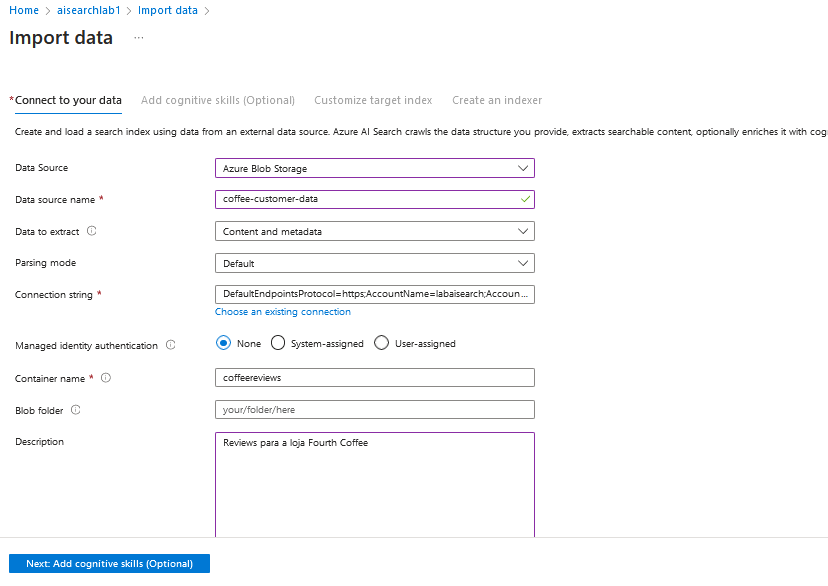 Home > aisearchlab1 > Import data >
Import data ...
*Connect to your data Add cognitive skills (Optional) Customize target index Create an indexer
Create and load a search index using data from an external data source. Azure AI Search crawls the data structure you provide, extracts searchable content, optionally enriches it with cog
Data Source Azure Blob Storage
Data source name * coffee-customer-data
Data to extract Content and metadata
Parsing mode Default
Connection string * DefaultEndpointsProtocol=https;AccountName=labaisearch;Accoun...
Choose an existing connection
Managed identity authentication None System-assigned User-assigned
Container name * coffeereviews
Blob folder your/folder/here
Description Reviews para a loja Fourth Coffee
Next: Add cognitive skills (Optional)